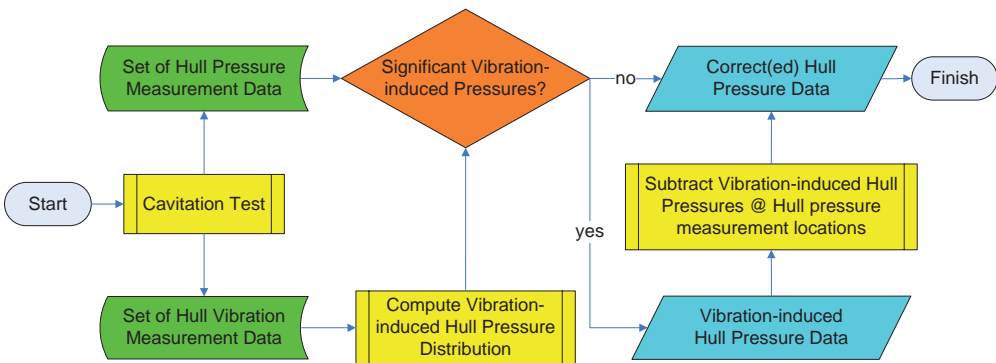 Start
Cavitation Test
Set of Hull Pressure
Measurement Data
Set of Hull Vibration
Measurement Data
Compute Vibration-
induced Hull Pressure
Distribution
Significant Vibration-
induced Pressures?
no
yes
Vibration-induced
Hull Pressure Data
Subtract Vibration-induced Hull
Pressures @ Hull pressure
measurement locations
Correct(ed) Hull
Pressure Data
Finish